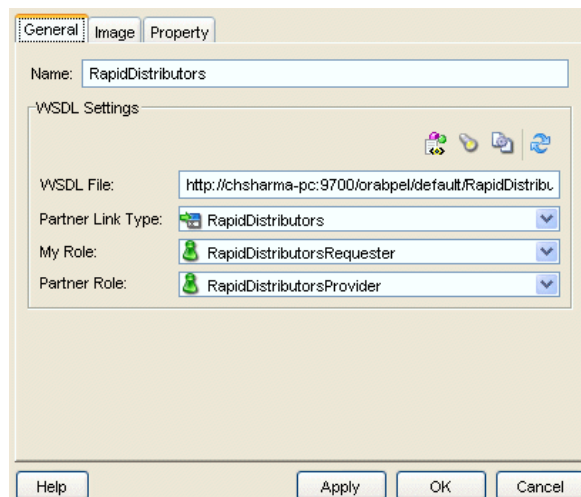 General Image Property
Name: RapidDistributors
WSDL Settings
WSDL File: http://chsharma-pc:9700/orabpel/default/RapidDistribu
Partner Link Type: RapidDistributors
My Role: RapidDistributorsRequester
Partner Role: RapidDistributorsProvider
Help Apply OK Cancel